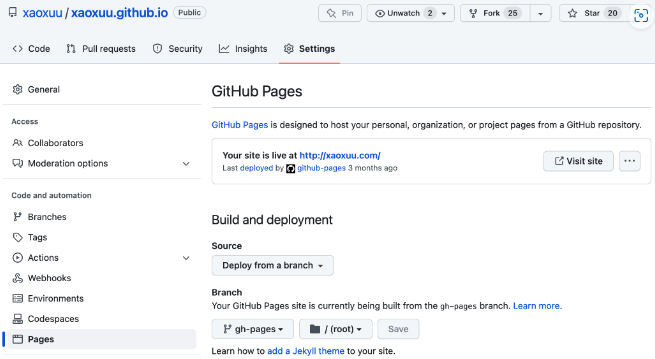 xaoxuu / xaoxuu.github.io Public
Pin Unwatch 2 Fork 25 Star 20
Code Pull requests Security Insights Settings
General
Access
Collaborators
Moderation options
Code and automation
Branches
Tags
Actions
Webhooks
Environments
Codespaces
Pages
GitHub Pages
GitHub Pages is designed to host your personal, organization, or project pages from a GitHub repository.
Your site is live at http://xaoxuu.com/
Last deployed by github-pages 3 months ago
Visit site
Build and deployment
Source
Deploy from a branch
Branch
Your GitHub Pages site is currently being built from the gh-pages branch. Learn more.
gh-pages / (root) Save
Learn how to add a Jekyll theme to your site.